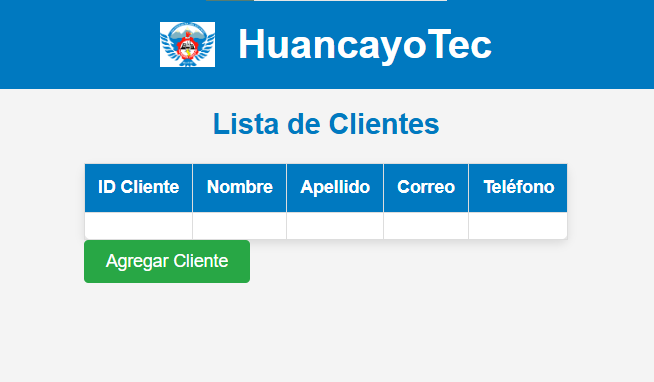 HuancayoTec
Lista de Clientes
ID Cliente Nombre Apellido Correo Teléfono
Agregar Cliente